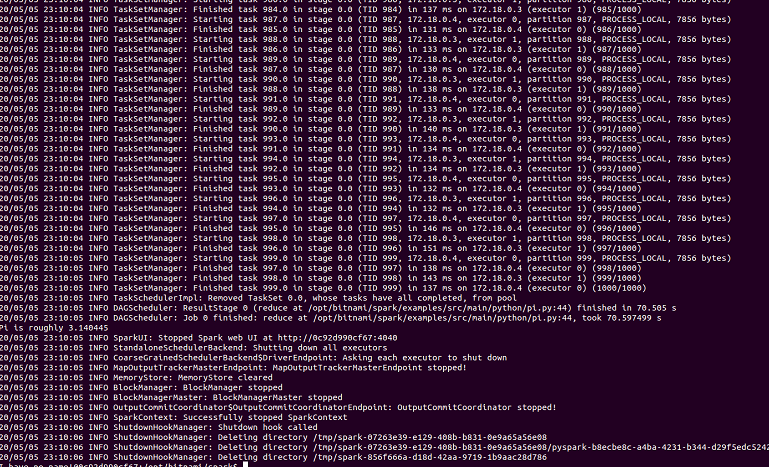 20/05/05 23:10:04 INFO TaskSetManager: Finished task 984.0 in stage 0.0 (TID 984) in 137 ms on 172.18.0.3 (executor 1) (985/1000)
20/05/05 23:10:04 INFO TaskSetManager: Starting task 987.0 in stage 0.0 (TID 987, 172.18.0.4, executor 0, partition 987, PROCESS_LOCAL, 7856 bytes)
20/05/05 23:10:04 INFO TaskSetManager: Finished task 985.0 in stage 0.0 (TID 985) in 131 ms on 172.18.0.4 (executor 0) (986/1000)
20/05/05 23:10:04 INFO TaskSetManager: Starting task 988.0 in stage 0.0 (TID 988, 172.18.0.3, executor 1, partition 988, PROCESS_LOCAL, 7856 bytes)
20/05/05 23:10:04 INFO TaskSetManager: Finished task 986.0 in stage 0.0 (TID 986) in 133 ms on 172.18.0.3 (executor 1) (987/1000)
20/05/05 23:10:04 INFO TaskSetManager: Starting task 989.0 in stage 0.0 (TID 989, 172.18.0.4, executor 0, partition 989, PROCESS_LOCAL, 7856 bytes)
20/05/05 23:10:04 INFO TaskSetManager: Finished task 987.0 in stage 0.0 (TID 987) in 130 ms on 172.18.0.4 (executor 0) (988/1000)
20/05/05 23:10:04 INFO TaskSetManager: Starting task 990.0 in stage 0.0 (TID 990, 172.18.0.3, executor 1, partition 990, PROCESS_LOCAL, 7856 bytes)
20/05/05 23:10:04 INFO TaskSetManager: Finished task 988.0 in stage 0.0 (TID 988) in 138 ms on 172.18.0.3 (executor 1) (989/1000)
20/05/05 23:10:04 INFO TaskSetManager: Starting task 991.0 in stage 0.0 (TID 991, 172.18.0.4, executor 0, partition 991, PROCESS_LOCAL, 7856 bytes)
20/05/05 23:10:04 INFO TaskSetManager: Finished task 989.0 in stage 0.0 (TID 989) in 133 ms on 172.18.0.4 (executor 0) (990/1000)
20/05/05 23:10:04 INFO TaskSetManager: Starting task 992.0 in stage 0.0 (TID 992, 172.18.0.3, executor 1, partition 992, PROCESS_LOCAL, 7856 bytes)
20/05/05 23:10:04 INFO TaskSetManager: Finished task 990.0 in stage 0.0 (TID 990) in 140 ms on 172.18.0.3 (executor 1) (991/1000)
20/05/05 23:10:04 INFO TaskSetManager: Starting task 993.0 in stage 0.0 (TID 993, 172.18.0.4, executor 0, partition 993, PROCESS_LOCAL, 7856 bytes)
20/05/05 23:10:04 INFO TaskSetManager: Finished task 991.0 in stage 0.0 (TID 991) in 134 ms on 172.18.0.4 (executor 0) (992/1000)
20/05/05 23:10:04 INFO TaskSetManager: Starting task 994.0 in stage 0.0 (TID 994, 172.18.0.3, executor 1, partition 994, PROCESS_LOCAL, 7856 bytes)
20/05/05 23:10:04 INFO TaskSetManager: Finished task 992.0 in stage 0.0 (TID 992) in 134 ms on 172.18.0.3 (executor 1) (993/1000)
20/05/05 23:10:04 INFO TaskSetManager: Starting task 995.0 in stage 0.0 (TID 995, 172.18.0.4, executor 0, partition 995, PROCESS_LOCAL, 7856 bytes)
20/05/05 23:10:04 INFO TaskSetManager: Finished task 993.0 in stage 0.0 (TID 993) in 132 ms on 172.18.0.4 (executor 0) (994/1000)
20/05/05 23:10:04 INFO TaskSetManager: Starting task 996.0 in stage 0.0 (TID 996, 172.18.0.3, executor 1, partition 996, PROCESS_LOCAL, 7856 bytes)
20/05/05 23:10:04 INFO TaskSetManager: Finished task 994.0 in stage 0.0 (TID 994) in 132 ms on 172.18.0.3 (executor 1) (995/1000)
20/05/05 23:10:04 INFO TaskSetManager: Starting task 997.0 in stage 0.0 (TID 997, 172.18.0.4, executor 0, partition 997, PROCESS_LOCAL, 7856 bytes)
20/05/05 23:10:04 INFO TaskSetManager: Finished task 995.0 in stage 0.0 (TID 995) in 146 ms on 172.18.0.4 (executor 0) (996/1000)
20/05/05 23:10:04 INFO TaskSetManager: Starting task 998.0 in stage 0.0 (TID 998, 172.18.0.3, executor 1, partition 998, PROCESS_LOCAL, 7856 bytes)
20/05/05 23:10:04 INFO TaskSetManager: Finished task 996.0 in stage 0.0 (TID 996) in 151 ms on 172.18.0.3 (executor 1) (997/1000)
20/05/05 23:10:04 INFO TaskSetManager: Starting task 999.0 in stage 0.0 (TID 999, 172.18.0.4, executor 0, partition 999, PROCESS_LOCAL, 7856 bytes)
20/05/05 23:10:05 INFO TaskSetManager: Finished task 997.0 in stage 0.0 (TID 997) in 138 ms on 172.18.0.4 (executor 0) (998/1000)
20/05/05 23:10:05 INFO TaskSetManager: Finished task 998.0 in stage 0.0 (TID 998) in 143 ms on 172.18.0.3 (executor 1) (999/1000)
20/05/05 23:10:05 INFO TaskSetManager: Finished task 999.0 in stage 0.0 (TID 999) in 137 ms on 172.18.0.4 (executor 0) (1000/1000)
20/05/05 23:10:05 INFO TaskSchedulerImpl: Removed TaskSet 0.0, whose tasks have all completed, from pool
20/05/05 23:10:05 INFO DAGScheduler: ResultStage 0 (reduce at /opt/bitnami/spark/examples/src/main/python/pi.py:44) finished in 70.505 s
20/05/05 23:10:05 INFO DAGScheduler: Job 0 finished: reduce at /opt/bitnami/spark/examples/src/main/python/pi.py:44, took 70.597499 s
Pi is roughly 3.140445
20/05/05 23:10:05 INFO SparkUI: Stopped Spark web UI at http://0c92d990cf67:4040
20/05/05 23:10:05 INFO StandaloneSchedulerBackend: Shutting down all executors
20/05/05 23:10:05 INFO CoarseGrainedSchedulerBackend$DriverEndpoint: Asking each executor to shut down
20/05/05 23:10:05 INFO MapOutputTrackerMasterEndpoint: MapOutputTrackerMasterEndpoint stopped!
20/05/05 23:10:05 INFO MemoryStore: MemoryStore cleared
20/05/05 23:10:05 INFO BlockManager: BlockManager stopped
20/05/05 23:10:05 INFO BlockManagerMaster: BlockManagerMaster stopped
20/05/05 23:10:05 INFO OutputCommitCoordinator$OutputCommitCoordinatorEndpoint: OutputCommitCoordinator stopped!
20/05/05 23:10:05 INFO SparkContext: Successfully stopped SparkContext
20/05/05 23:10:06 INFO ShutdownHookManager: Shutdown hook called
20/05/05 23:10:06 INFO ShutdownHookManager: Deleting directory /tmp/spark-07263e39-e129-408b-b831-0e9a65a56e08
20/05/05 23:10:06 INFO ShutdownHookManager: Deleting directory /tmp/spark-07263e39-e129-408b-b831-0e9a65a56e08/pyspark-b8ecbe8c-a4ba-4231-b344-d29f5edc5242
20/05/05 23:10:06 INFO ShutdownHookManager: Deleting directory /tmp/spark-856f666a-d18d-42aa-9719-1b9aac28d786
I have no name!@0c92d990cf67:/opt/bitnami/spark$